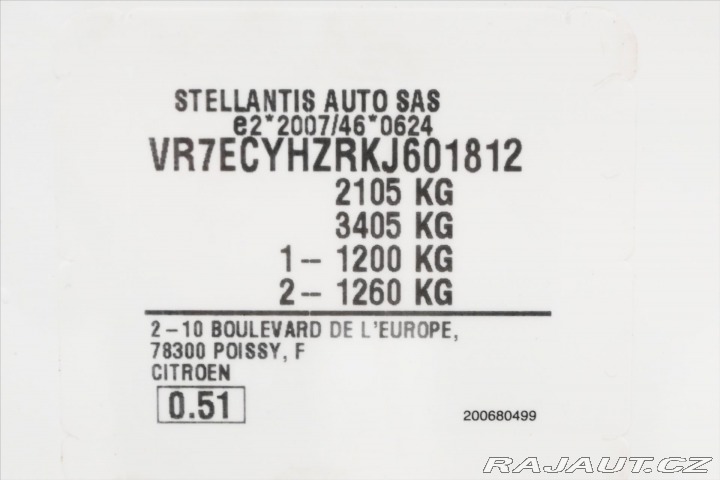 STELLANTIS AUTO SAS
e2*2007/46*0624
VR7ECYHZRKJ601812
2105 KG
3405 KG
1-- 1200 KG
2-- 1260 KG
2-10 BOULEVARD DE L'EUROPE,
78300 POISSY, F
CITROEN
0.51
200680499
RAJAUT.CZ